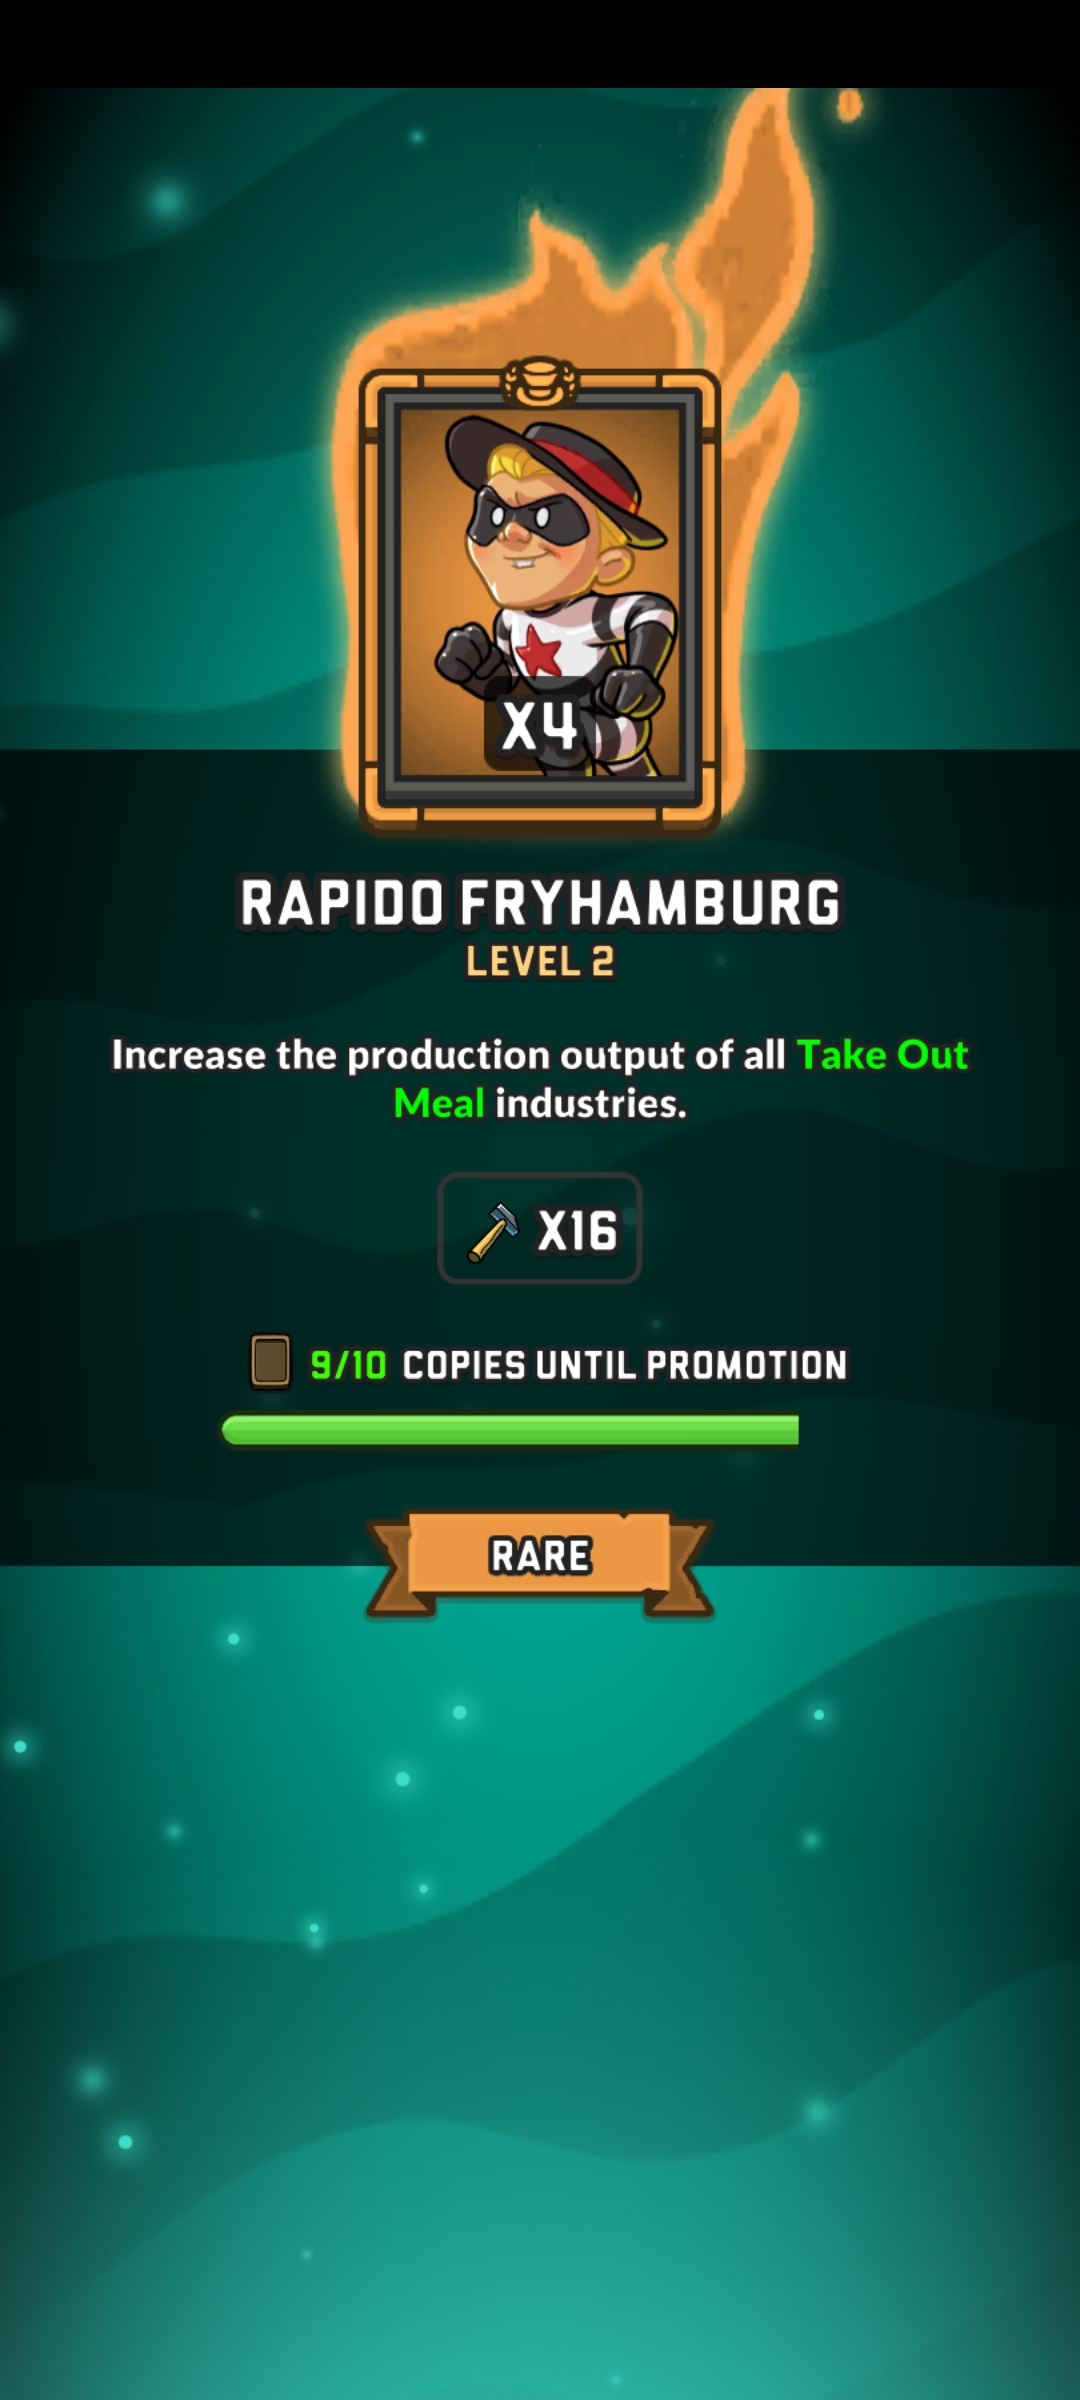 X4
RAPIDO FRYHAMBURG
LEVEL 2
Increase the production output of all Take Out
Meal industries.
X16
9/10 COPIES UNTIL PROMOTION
RARE